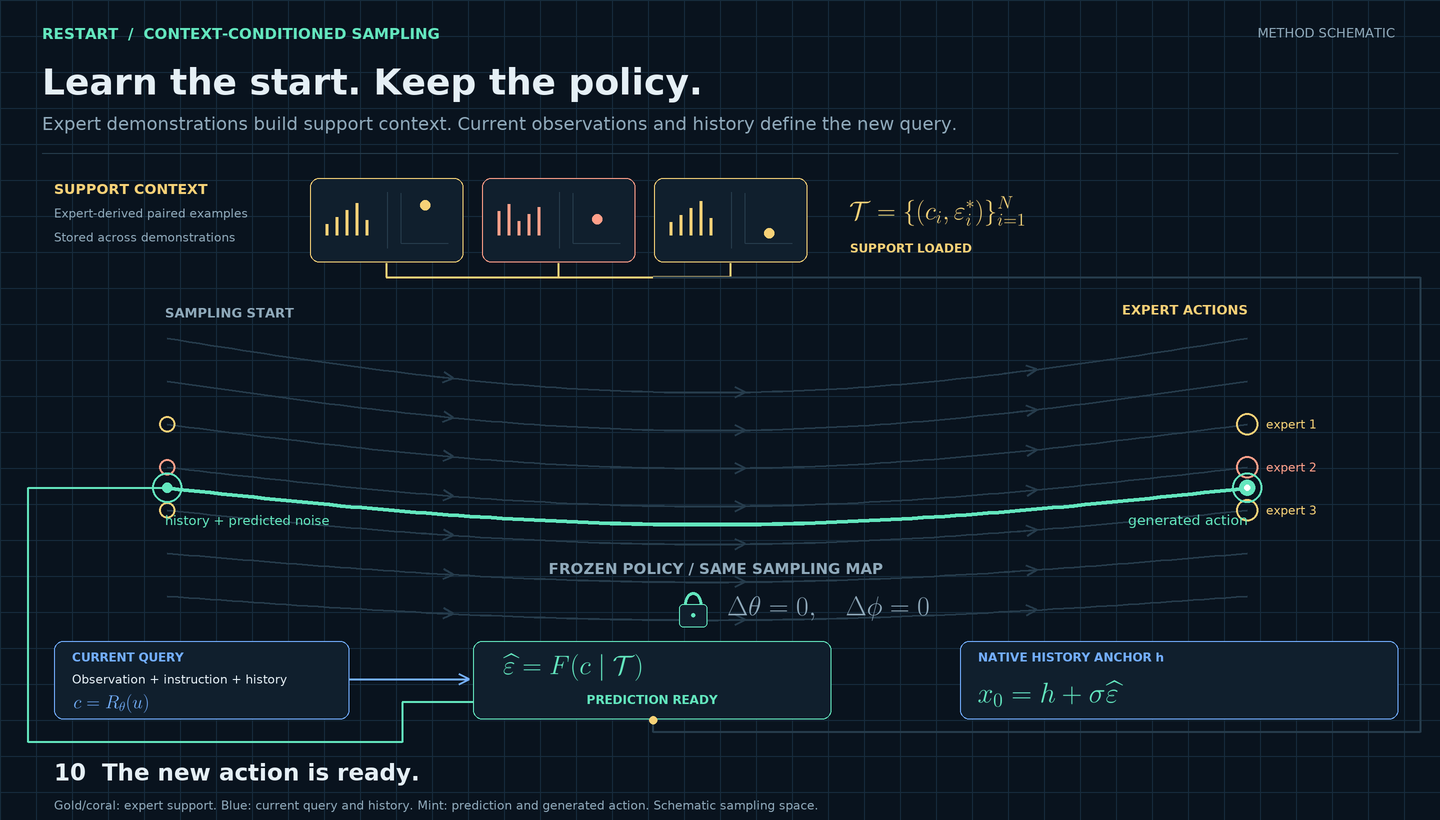 RESTART / CONTEXT-CONDITIONED SAMPLING
METHOD SCHEMATIC
Learn the start. Keep the policy.
Expert demonstrations build support context. Current observations and history define the new query.
SUPPORT CONTEXT
Expert-derived paired examples
Stored across demonstrations
𝒯 = {(c_i, ε_i^*)}_{i=1}^N
SUPPORT LOADED
SAMPLING START
EXPERT ACTIONS
expert 1
expert 2
expert 3
history + predicted noise
generated action
FROZEN POLICY / SAME SAMPLING MAP
Δθ = 0, Δϕ = 0
CURRENT QUERY
Observation + instruction + history
c = R_θ(u)
ε̂ = F(c | 𝒯)
PREDICTION READY
NATIVE HISTORY ANCHOR h
x_0 = h + σε̂
10 The new action is ready.
Gold/coral: expert support. Blue: current query and history. Mint: prediction and generated action. Schematic sampling space.